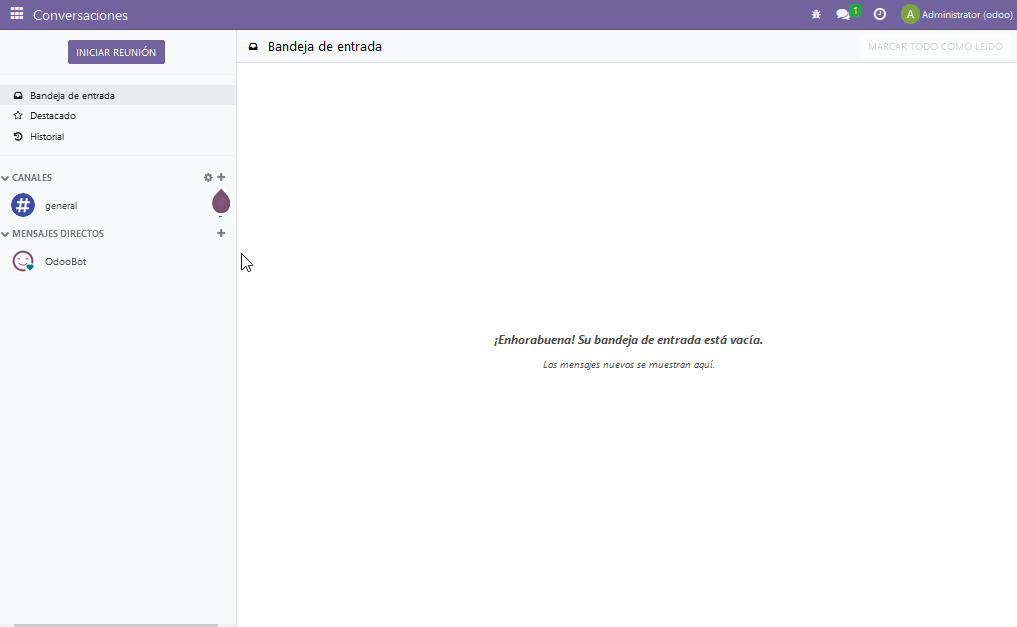 Conversaciones
1
A
Administrator (odoo)
INICIAR REUNIÓN
Bandeja de entrada
MARCAR TODO COMO LEIDO
Bandeja de entrada
Destacado
Historial
CANALES
general
MENSAJES DIRECTOS
OdooBot
¡Enhorabuena! Su bandeja de entrada está vacía.
Los mensajes nuevos se muestran aquí.